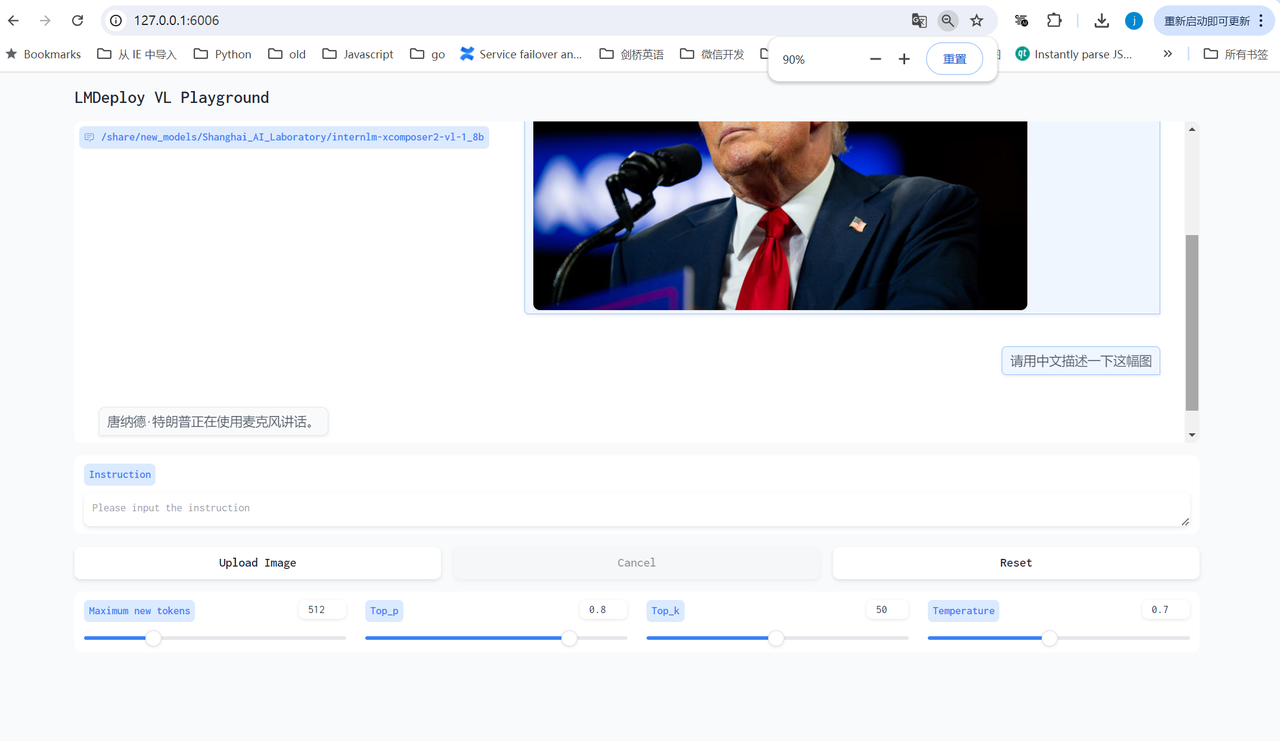 127.0.0.1:6006
重新启动即可更新
Bookmarks
从 IE 中导入
Python
old
Javascript
go
Service failover an...
剑桥英语
微信开发
Instantly parse JS...
所有书签
90%
重置
LMDeploy VL Playground
/share/new_models/Shanghai_AI_Laboratory/internlm-xcomposer2-vl-1_8b
请用中文描述一下这幅图
唐纳德·特朗普正在使用麦克风讲话。
Instruction
Please input the instruction
Upload Image
Cancel
Reset
Maximum new tokens
512
Top_p
0.8
Top_k
50
Temperature
0.7